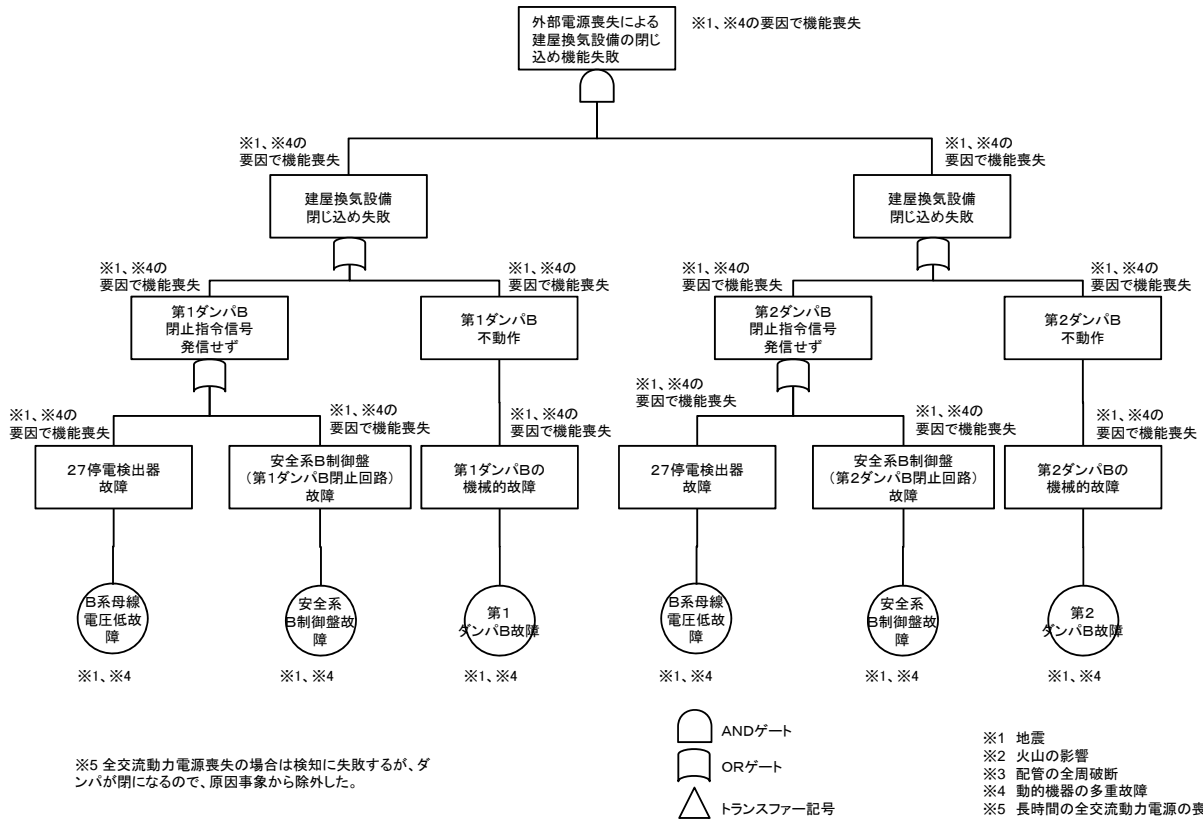 外部電源喪失による
建屋換気設備の閉じ
込め機能失敗
※1、※4の要因で機能喪失
※1、※4の
要因で機能喪失
※1、※4の
要因で機能喪失
建屋換気設備
閉じ込め失敗
建屋換気設備
閉じ込め失敗
※1、※4の
要因で機能喪失
※1、※4の
要因で機能喪失
※1、※4の
要因で機能喪失
※1、※4の
要因で機能喪失
第1ダンパB
閉止指令信号
発信せず
第1ダンパB
不動作
第2ダンパB
閉止指令信号
発信せず
第2ダンパB
不動作
※1、※4の
要因で機能喪失
※1、※4の
要因で機能喪失
※1、※4の
要因で機能喪失
※1、※4の
要因で機能喪失
※1、※4の
要因で機能喪失
※1、※4の
要因で機能喪失
27停電検出器
故障
安全系B制御盤
(第1ダンパB閉止回路)
故障
第1ダンパBの
機械的故障
27停電検出器
故障
安全系B制御盤
(第2ダンパB閉止回路)
故障
第2ダンパBの
機械的故障
B系母線
電圧低故
障
安全系
B制御盤故
障
第1
ダンパB故障
B系母線
電圧低故
障
安全系
B制御盤故
障
第2
ダンパB故障
※1、※4
※1、※4
※1、※4
※1、※4
※1、※4
※1、※4
※5 全交流動力電源喪失の場合は検知に失敗するが、ダ
ンパが閉になるので、原因事象から除外した。
ANDゲート
ORゲート
トランスファー記号
※1 地震
※2 火山の影響
※3 配管の全周破断
※4 動的機器の多重故障
※5 長時間の全交流動力電源の喪